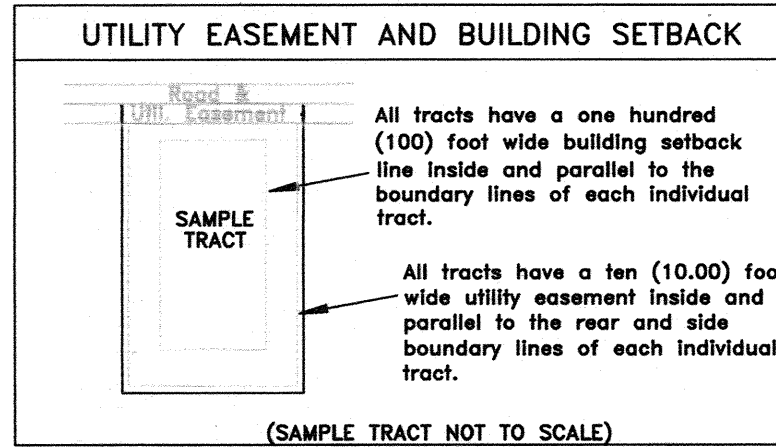 UTILITY EASEMENT AND BUILDING SETBACK
Road &
Util. Easement
All tracts have a one hundred
(100) foot wide building setback
line inside and parallel to the
boundary lines of each individual
tract.
SAMPLE
TRACT
All tracts have a ten (10.00) foo
wide utility easement inside and
parallel to the rear and side
boundary lines of each individual
tract.
(SAMPLE TRACT NOT TO SCALE)